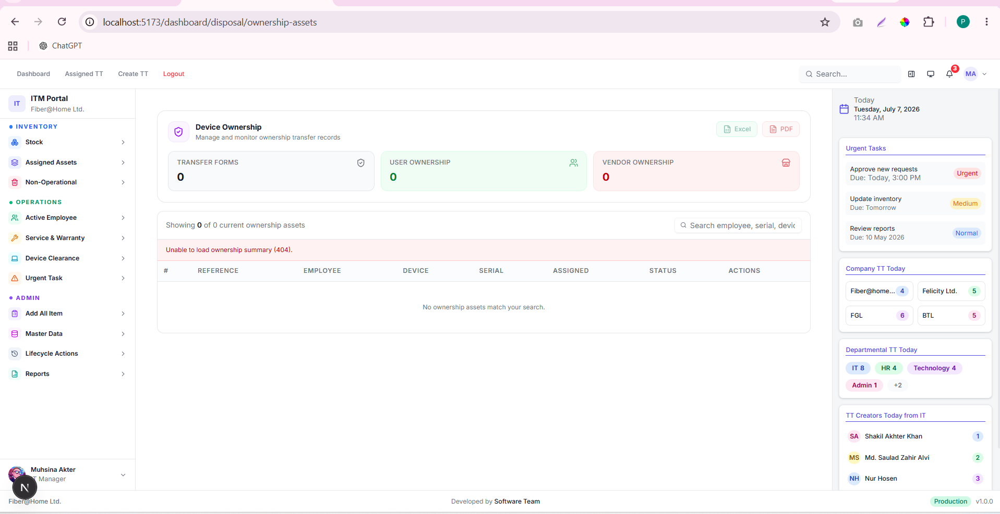 localhost:5173/dashboard/disposal/ownership-assets
P
ChatGPT
Dashboard
Assigned TT
Create TT
Logout
Search...
3
MA
IT
ITM Portal
Fiber@Home Ltd.
INVENTORY
Stock
Assigned Assets
Non-Operational
OPERATIONS
Active Employee
Service & Warranty
Device Clearance
Urgent Task
ADMIN
Add All Item
Master Data
Lifecycle Actions
Reports
Muhsina Akter
T Manager
N
Device Ownership
Manage and monitor ownership transfer records
Excel
PDF
TRANSFER FORMS
0
USER OWNERSHIP
0
VENDOR OWNERSHIP
0
Showing 0 of 0 current ownership assets
Search employee, serial, devic
Unable to load ownership summary (404).
# REFERENCE EMPLOYEE DEVICE SERIAL ASSIGNED STATUS ACTIONS
No ownership assets match your search.
Today
Tuesday, July 7, 2026
11:34 AM
Urgent Tasks
Approve new requests
Due: Today, 3:00 PM
Urgent
Update inventory
Due: Tomorrow
Medium
Review reports
Due: 10 May 2026
Normal
Company TT Today
Fiber@home... 4
Felicity Ltd. 5
FGL 6
BTL 5
Departmental TT Today
IT 8
HR 4
Technology 4
Admin 1
+2
TT Creators Today from IT
SA Shakil Akhter Khan 1
MS Md. Saulad Zahir Alvi 2
NH Nur Hosen 3
Fiber@Home Ltd.
Developed by Software Team
Production v1.0.0